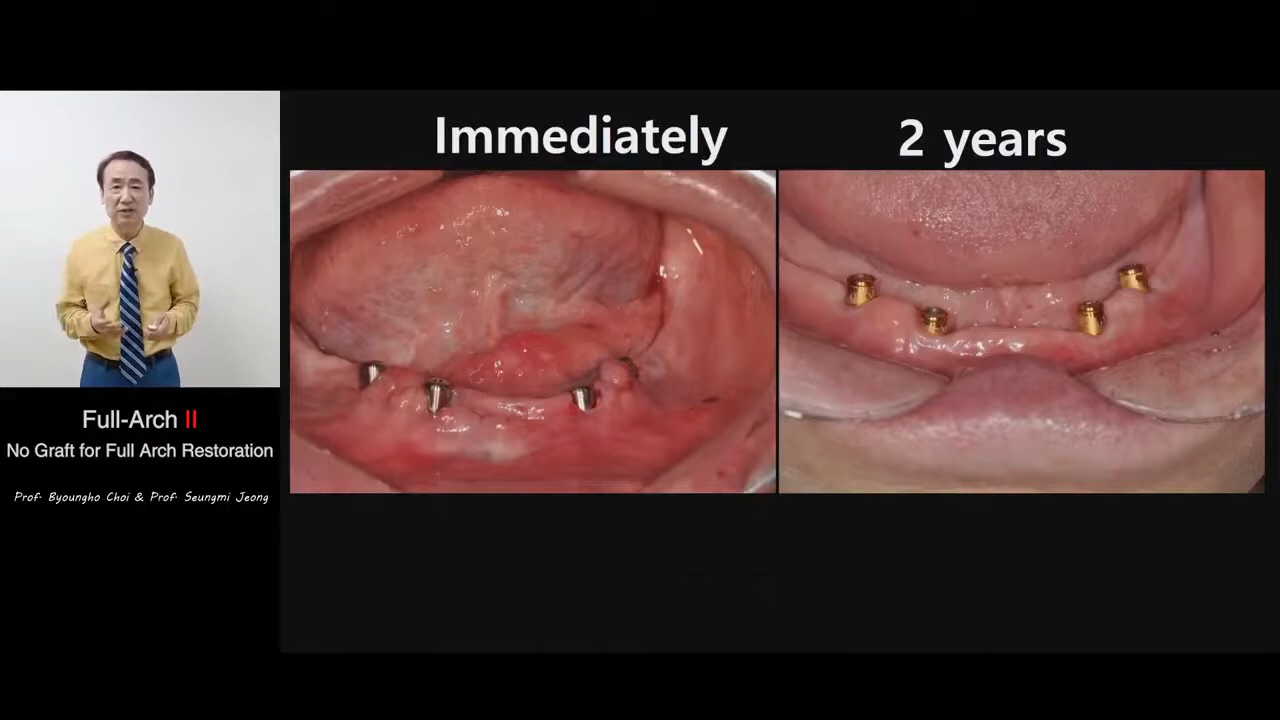 Immediately
2 years
Full-Arch II
No Graft for Full Arch Restoration
Prof. Byoungho Choi & Prof. Seungmi Jeong